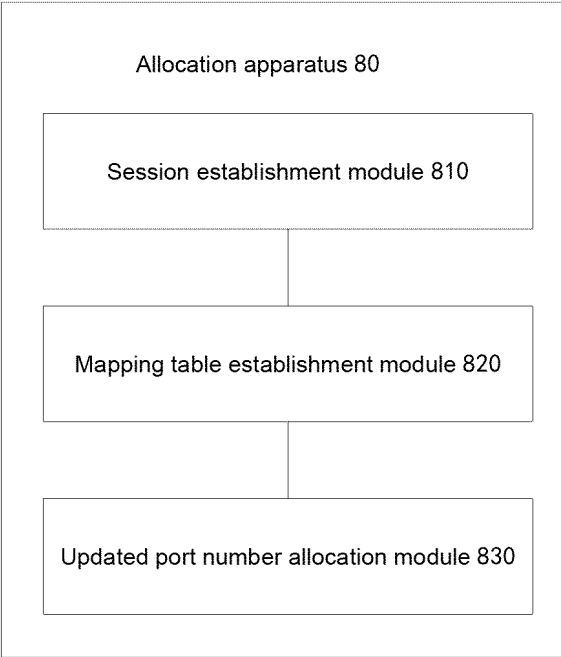 Allocation apparatus 80
Session establishment module 810
Mapping table establishment module 820
Updated port number allocation module 830